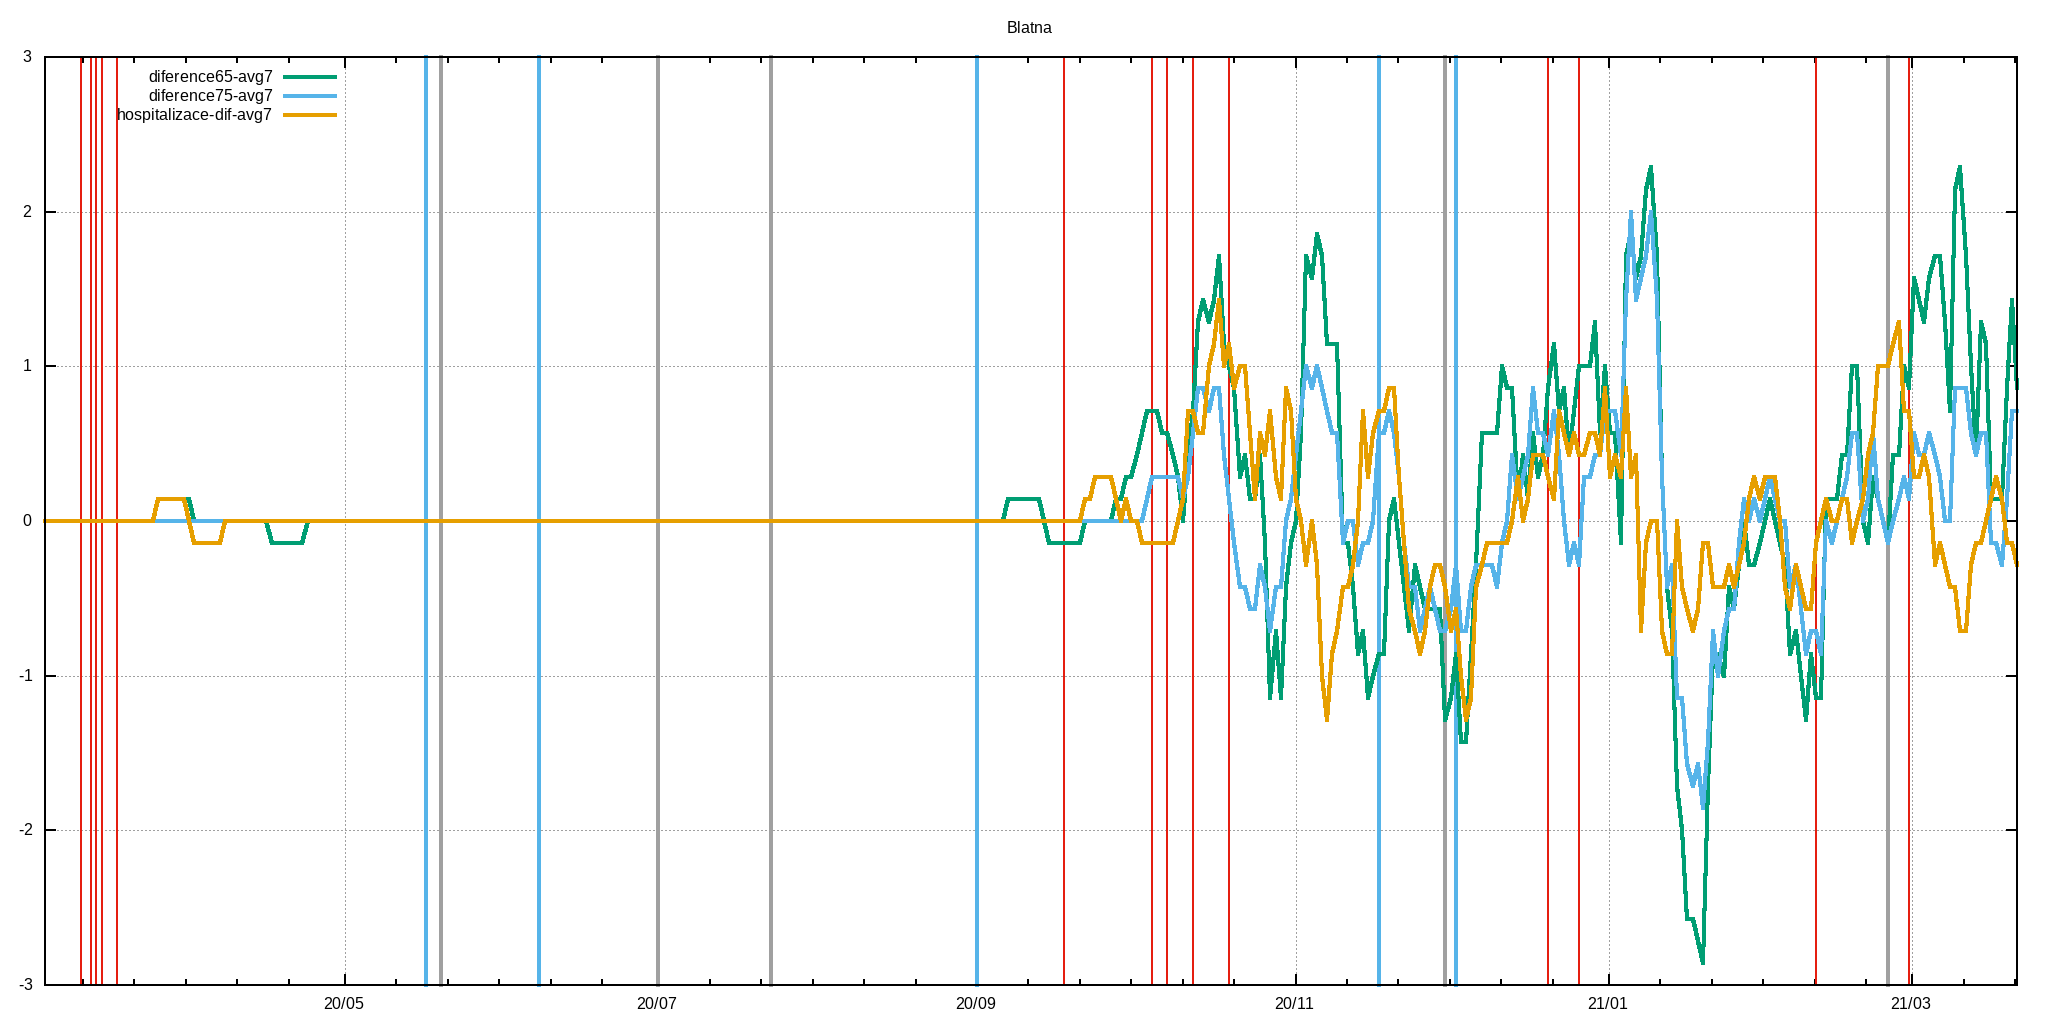 Blatna
3
diference65-avg7
diference75-avg7
hospitalizace-dif-avg7
2
1
0
-1
-2
-3
20/05 20/07 20/09 20/11 21/01 21/03